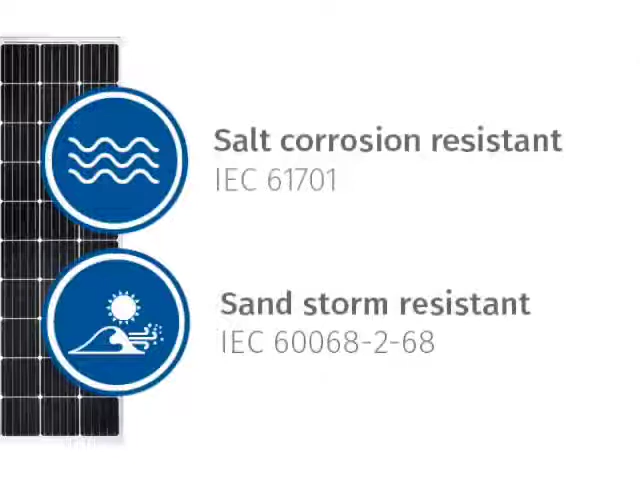 Salt corrosion resistant
IEC 61701
Sand storm resistant
IEC 60068-2-68